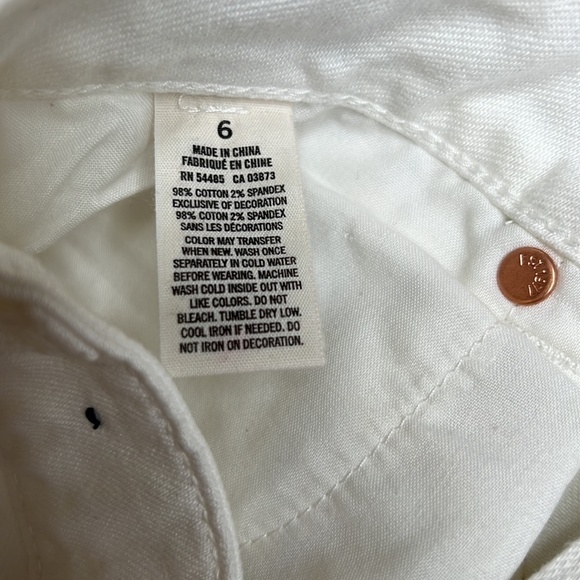 6
MADE IN CHINA
FABRIQUÉ EN CHINE
RN 54485 CA 03873
98% COTTON 2% SPANDEX
EXCLUSIVE OF DECORATION
98% COTTON 2% SPANDEX
SANS LES DÉCORATIONS
COLOR MAY TRANSFER
WHEN NEW. WASH ONCE
SEPARATELY IN COLD WATER
BEFORE WEARING. MACHINE
WASH COLD INSIDE OUT WITH
LIKE COLORS. DO NOT
BLEACH. TUMBLE DRY LOW.
COOL IRON IF NEEDED. DO
NOT IRON ON DECORATION.